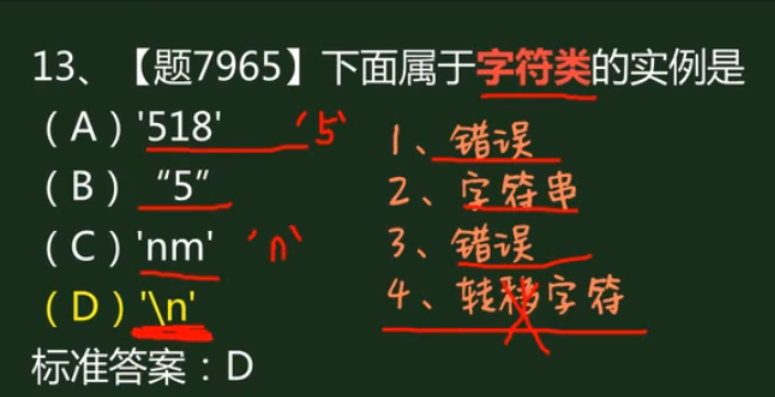 13、【题7965】下面属于字符类的实例是
（A）'518' '5' 1、错误
（B）“5” 2、字符串
（C）'nm' 'n' 3、错误
（D）'\n' 4、转移字符
标准答案：D